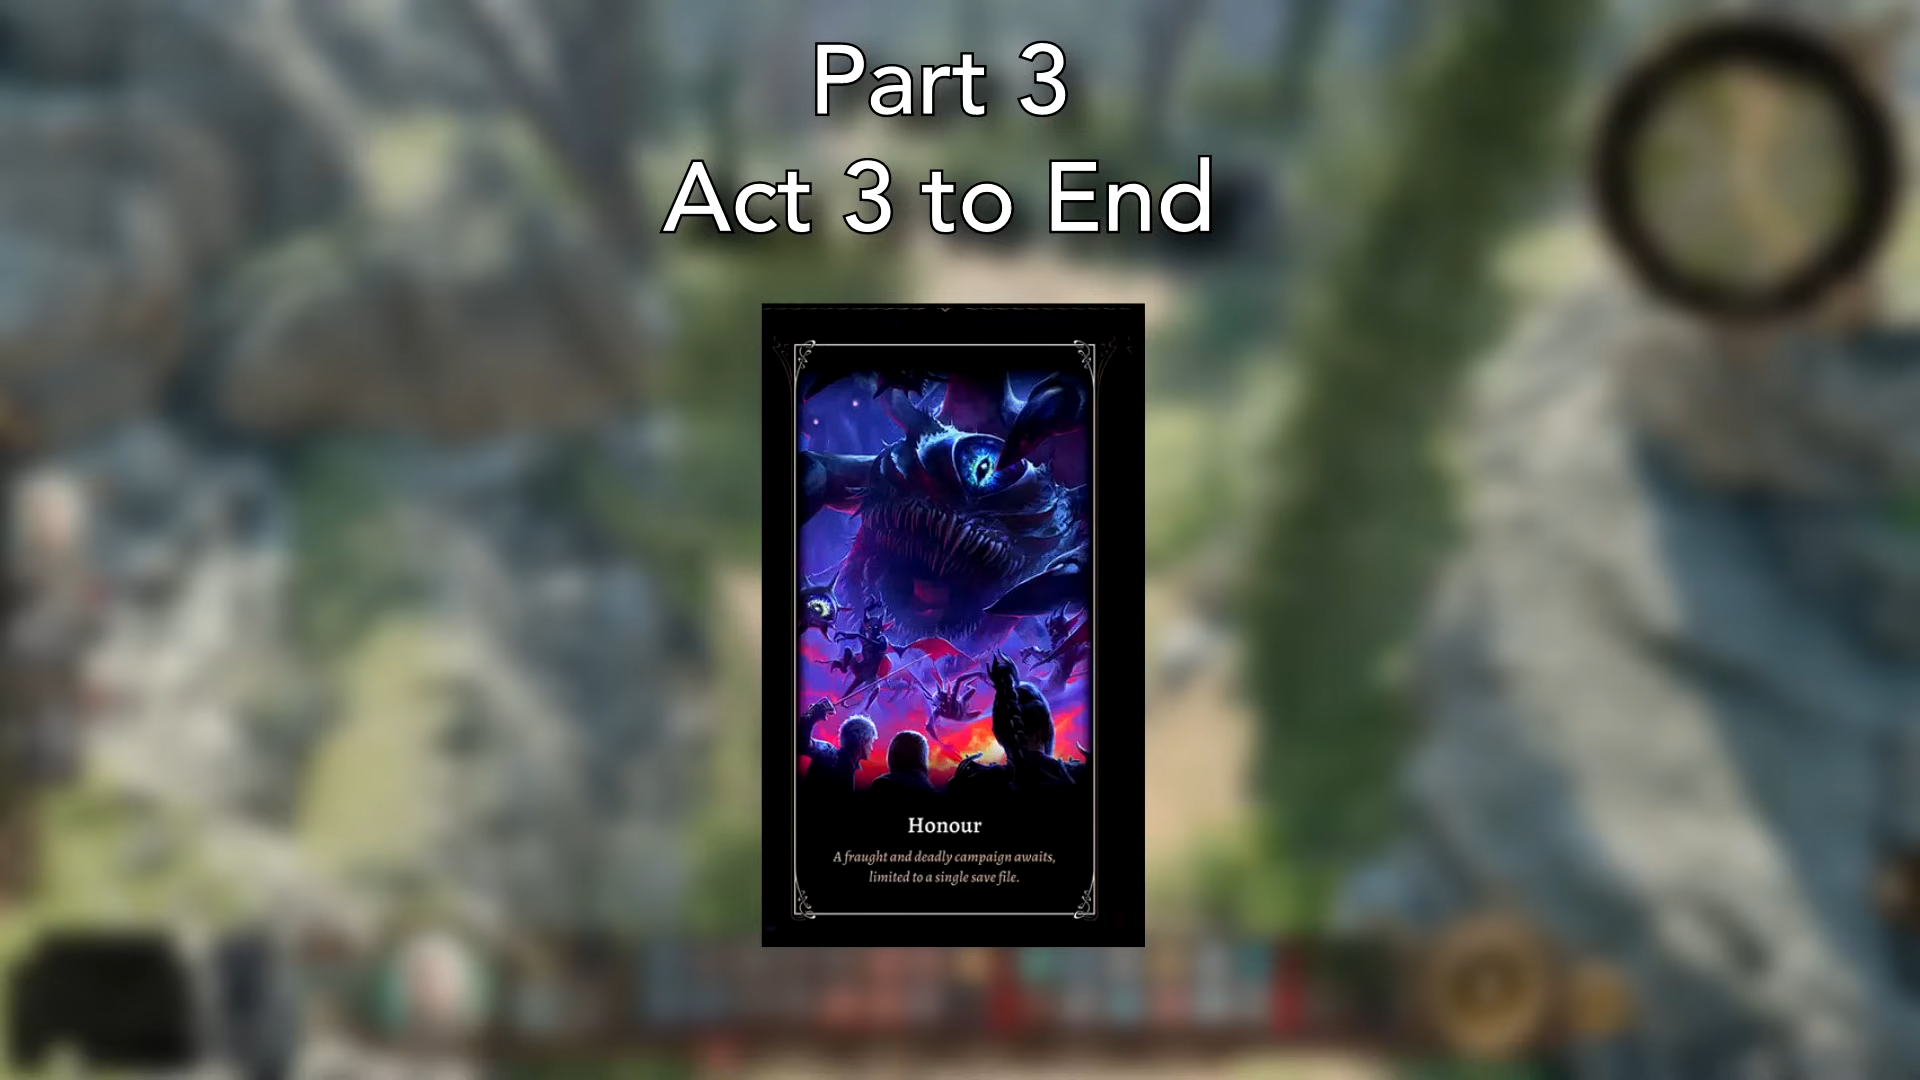 Part 3
Act 3 to End
Honour
A fraught and deadly campaign awaits,
limited to a single save file.